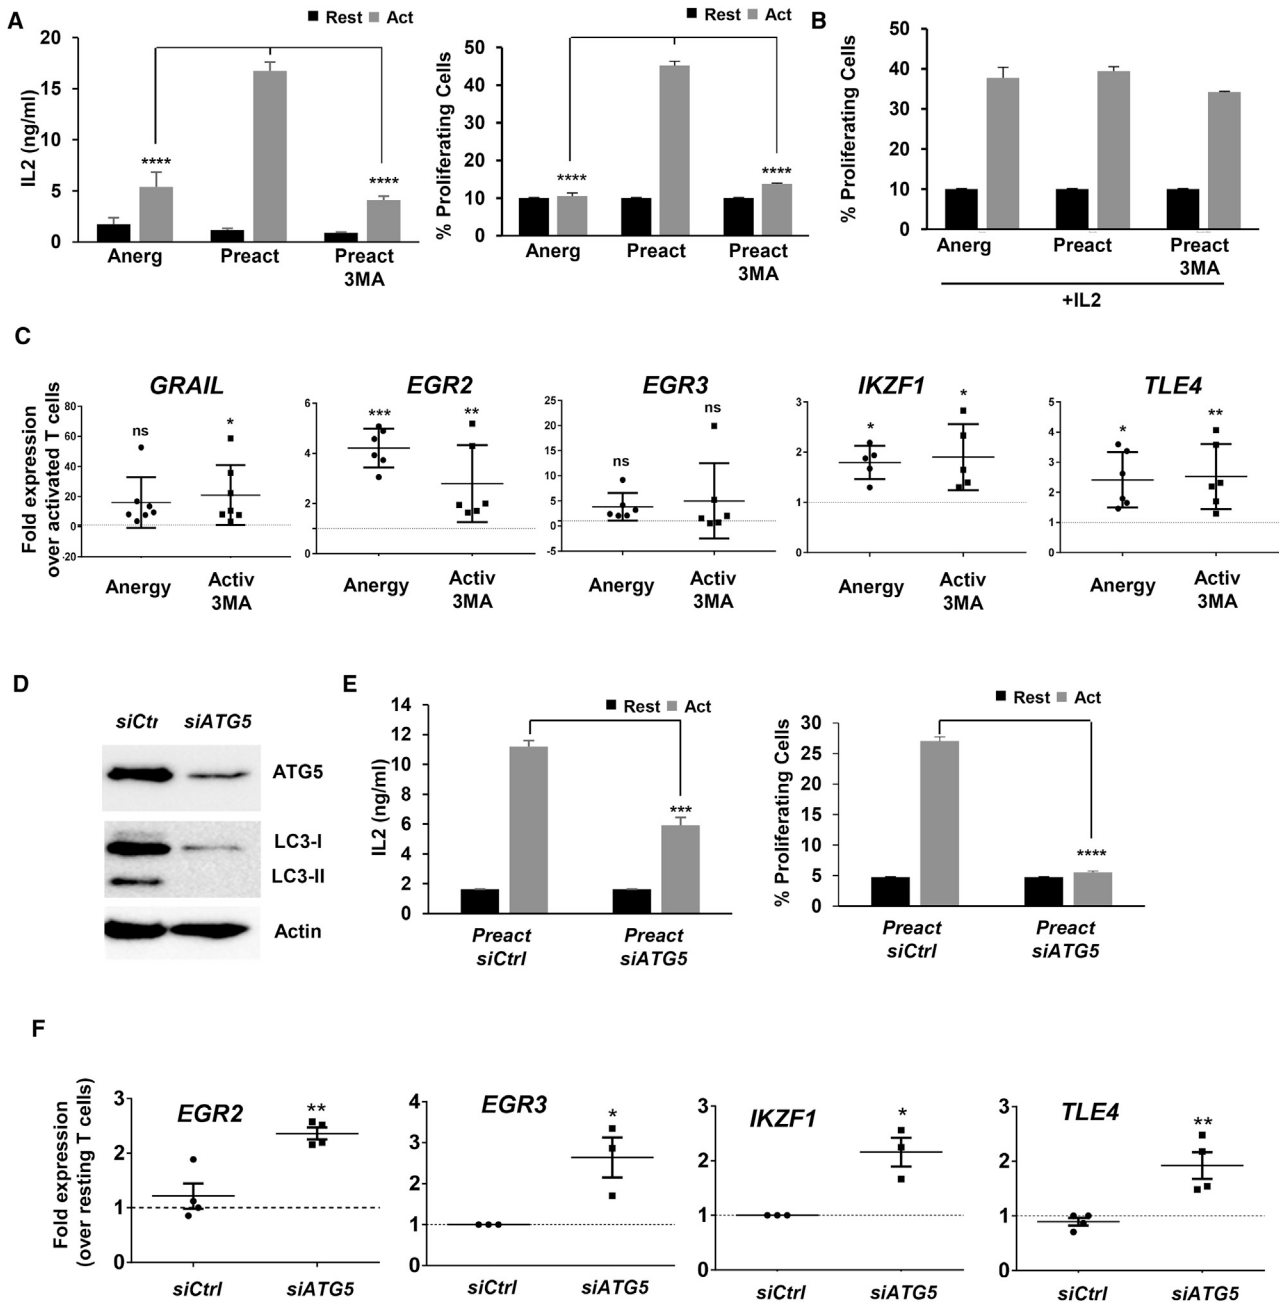 A
Rest Act
IL2 (ng/ml)
20
15
10
5
0
****
****
Anerg Preact Preact
3MA
Rest Act
% Proliferating Cells
50
40
30
20
10
0
****
****
Anerg Preact Preact
3MA
B
% Proliferating Cells
50
40
30
20
10
0
Anerg Preact Preact
3MA
+IL2
C
Fold expression
over activated T cells
GRAIL
80
60
40
20
0
-20
ns
*
Anergy Activ
3MA
EGR2
6
4
2
0
***
**
Anergy Activ
3MA
EGR3
25
20
15
10
5
0
-5
ns
ns
Anergy Activ
3MA
IKZF1
3
2
1
0
*
*
Anergy Activ
3MA
TLE4
5
4
3
2
1
0
*
**
Anergy Activ
3MA
D
siCtr siATG5
ATG5
LC3-I
LC3-II
Actin
E
Rest Act
IL2 (ng/ml)
14
12
10
8
6
4
2
0
***
Preact Preact
siCtrl siATG5
Rest Act
% Proliferating Cells
30
25
20
15
10
5
0
****
Preact Preact
siCtrl siATG5
F
Fold expression
(over resting T cells)
EGR2
3
2
1
0
**
siCtrl siATG5
EGR3
4
3
2
1
0
*
siCtrl siATG5
IKZF1
3
2
1
0
*
siCtrl siATG5
TLE4
3
2
1
0
**
siCtrl siATG5